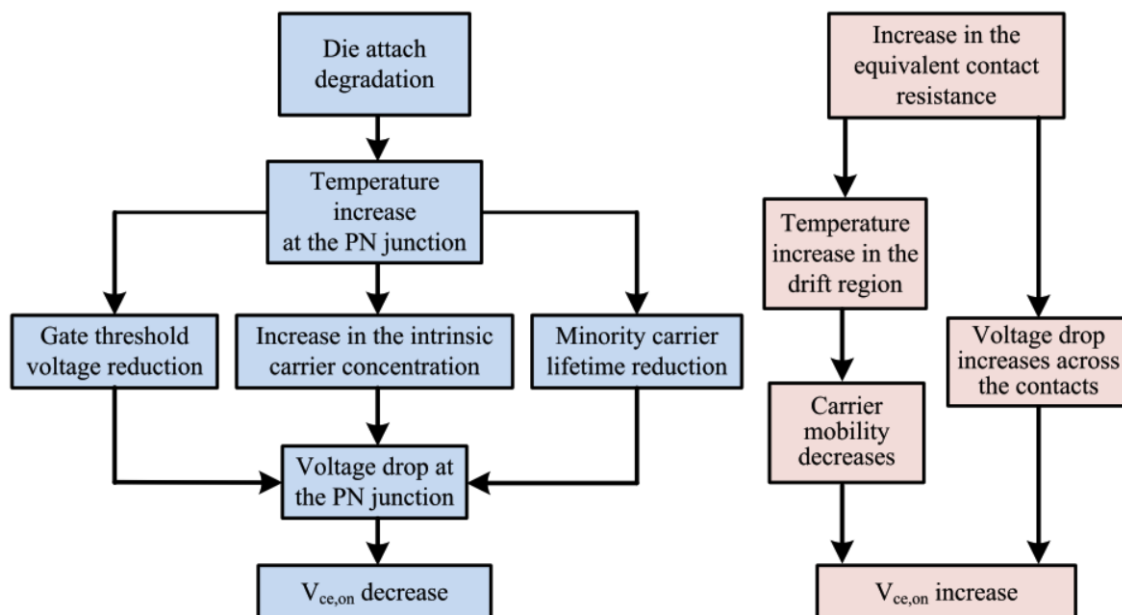 Die attach
degradation
Temperature
increase
at the PN junction
Gate threshold
voltage reduction
Increase in the intrinsic
carrier concentration
Minority carrier
lifetime reduction
Voltage drop at
the PN junction
Vce,on decrease
Increase in the
equivalent contact
resistance
Temperature
increase in the
drift region
Carrier
mobility
decreases
Voltage drop
increases across
the contacts
Vce,on increase